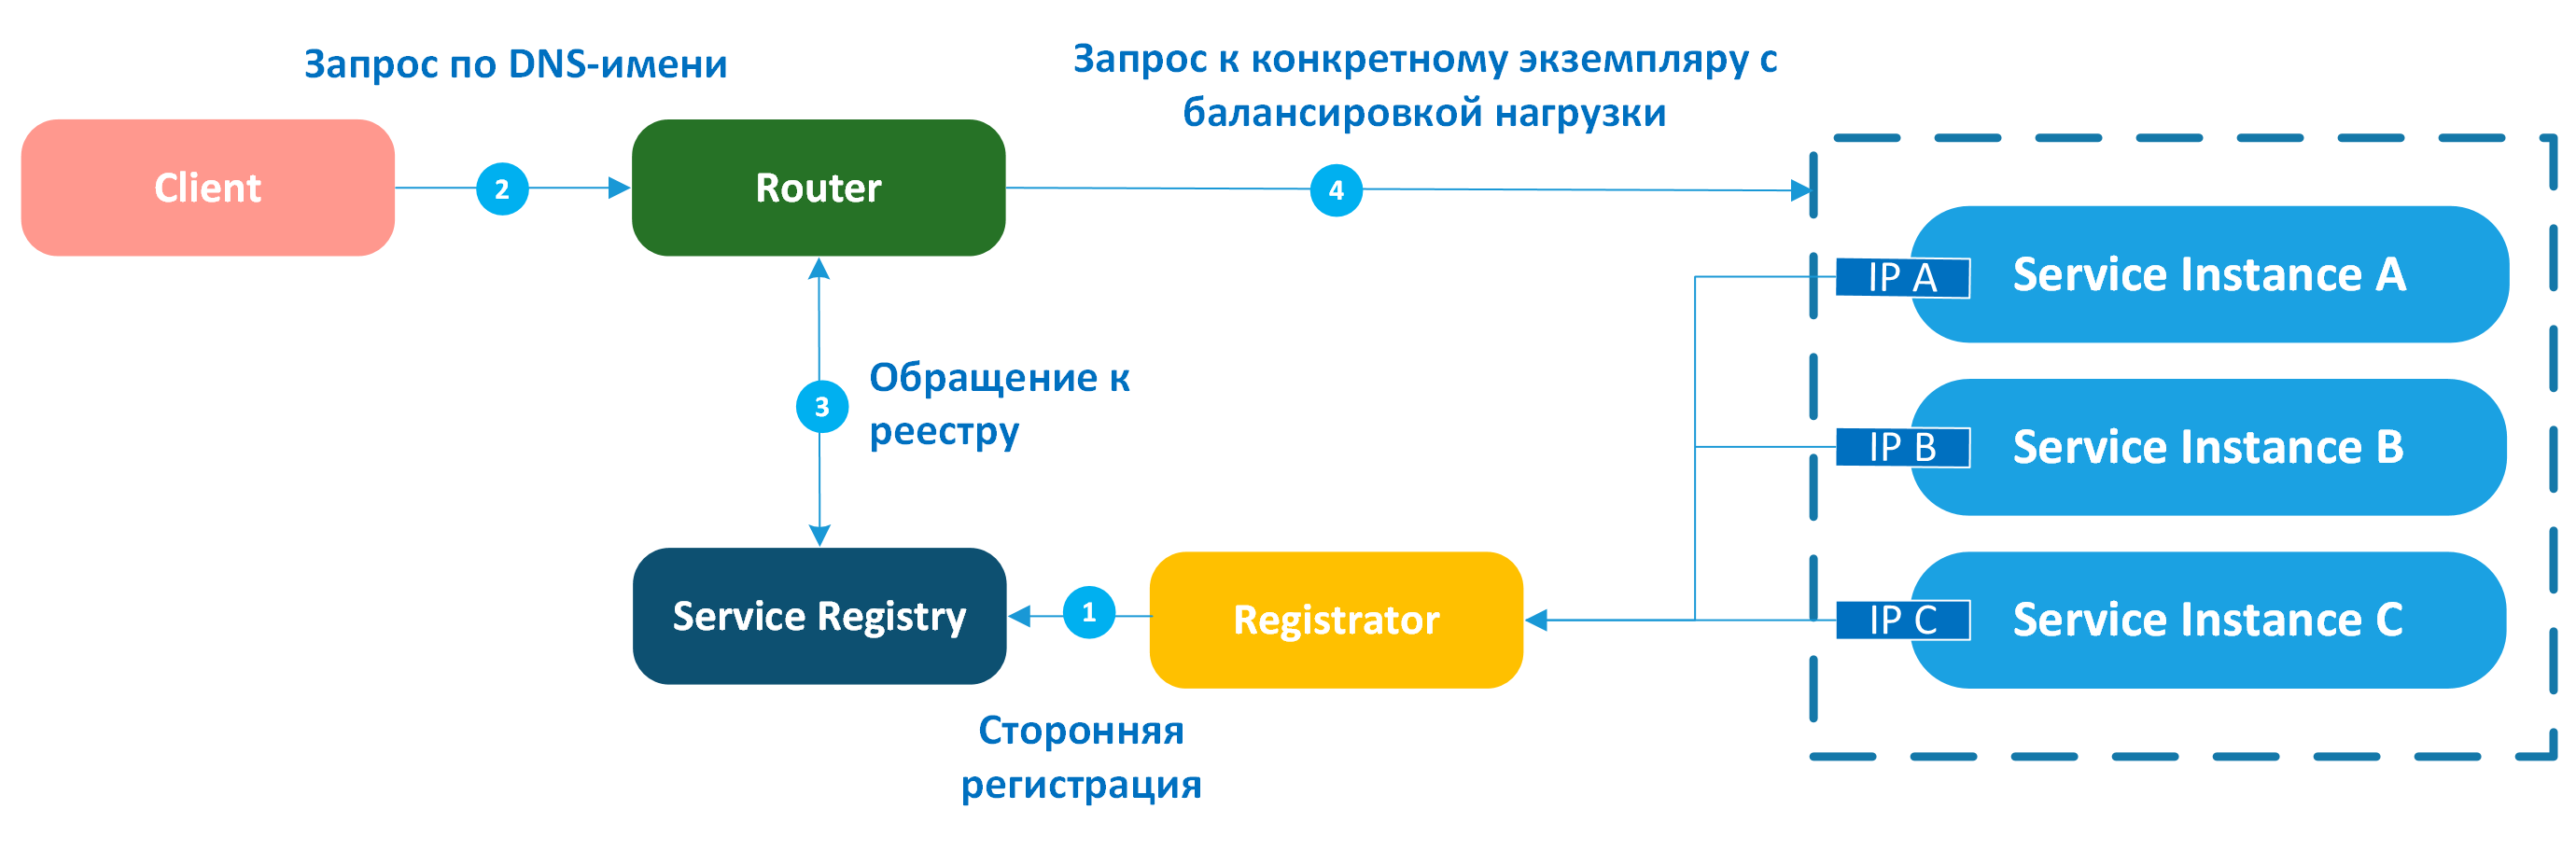 Запрос по DNS-имени
Запрос к конкретному экземпляру с
балансировкой нагрузки
Client
2
Router
4
IP A
Service Instance A
Обращение к
реестру
3
IP B
Service Instance B
Service Registry
1
Registrator
IP C
Service Instance C
Сторонняя
регистрация